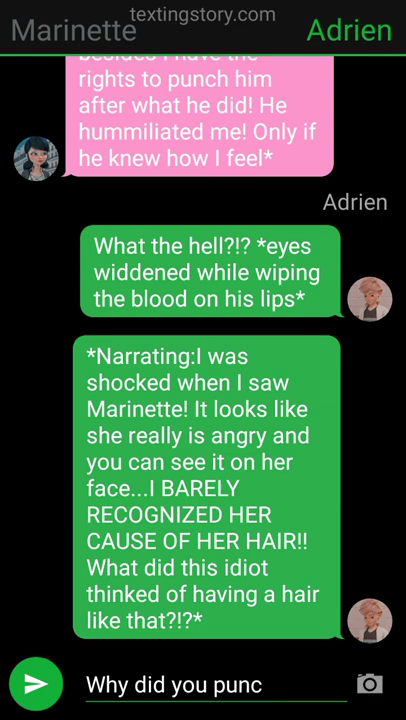 textingstory.com
Marinette
Adrien
besides I have the
rights to punch him
after what he did! He
hummiliated me! Only if
he knew how I feel*
Adrien
What the hell?!? *eyes
widdened while wiping
the blood on his lips*
*Narrating:I was
shocked when I saw
Marinette! It looks like
she really is angry and
you can see it on her
face...I BARELY
RECOGNIZED HER
CAUSE OF HER HAIR!!
What did this idiot
thinked of having a hair
like that?!?*
Why did you punc